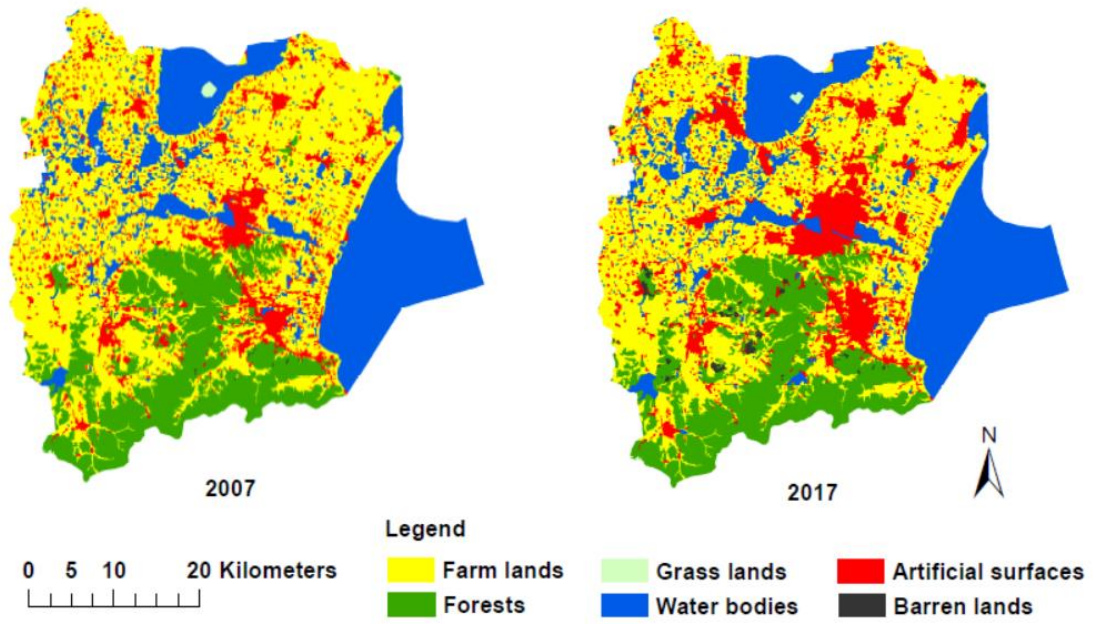 2007
2017
N
Legend
0 5 10 20 Kilometers
Farm lands
Grass lands
Artificial surfaces
Forests
Water bodies
Barren lands